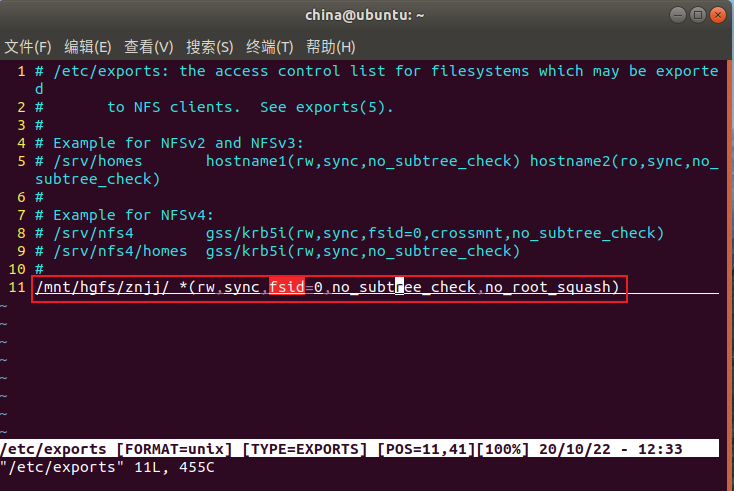 china@ubuntu: ~
文件(F) 编辑(E) 查看(V) 搜索(S) 终端(T) 帮助(H)
1 # /etc/exports: the access control list for filesystems which may be exporte
d
2 #       to NFS clients.  See exports(5).
3 #
4 # Example for NFSv2 and NFSv3:
5 # /srv/homes       hostname1(rw,sync,no_subtree_check) hostname2(ro,sync,no_
subtree_check)
6 #
7 # Example for NFSv4:
8 # /srv/nfs4        gss/krb5i(rw,sync,fsid=0,crossmnt,no_subtree_check)
9 # /srv/nfs4/homes  gss/krb5i(rw,sync,no_subtree_check)
10 #
11 /mnt/hgfs/znjj/ *(rw,sync,fsid=0,no_subtree_check,no_root_squash)
~
~
~
~
~
~
~
~
/etc/exports [FORMAT=unix] [TYPE=EXPORTS] [POS=11,41][100%] 20/10/22 - 12:33
"/etc/exports" 11L, 455C